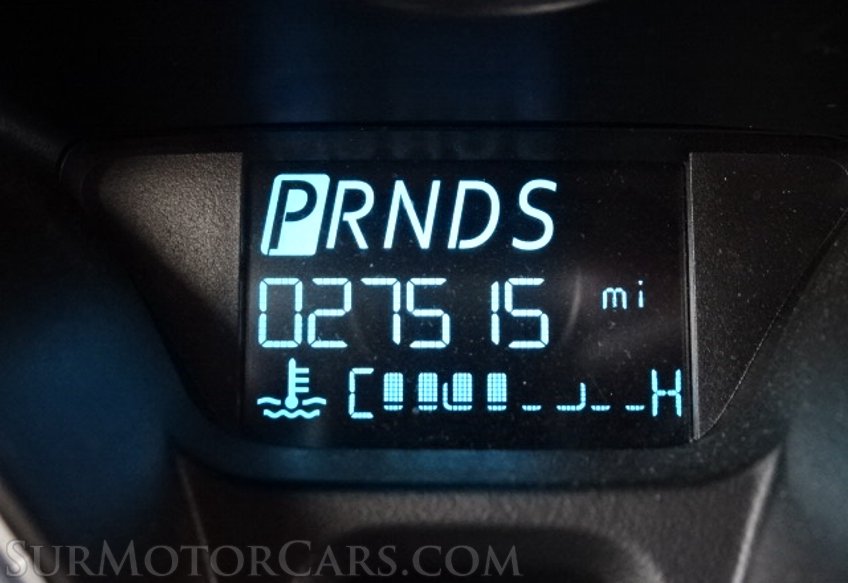 PRNDS
027515 mi
C H
SurMotorCars.com